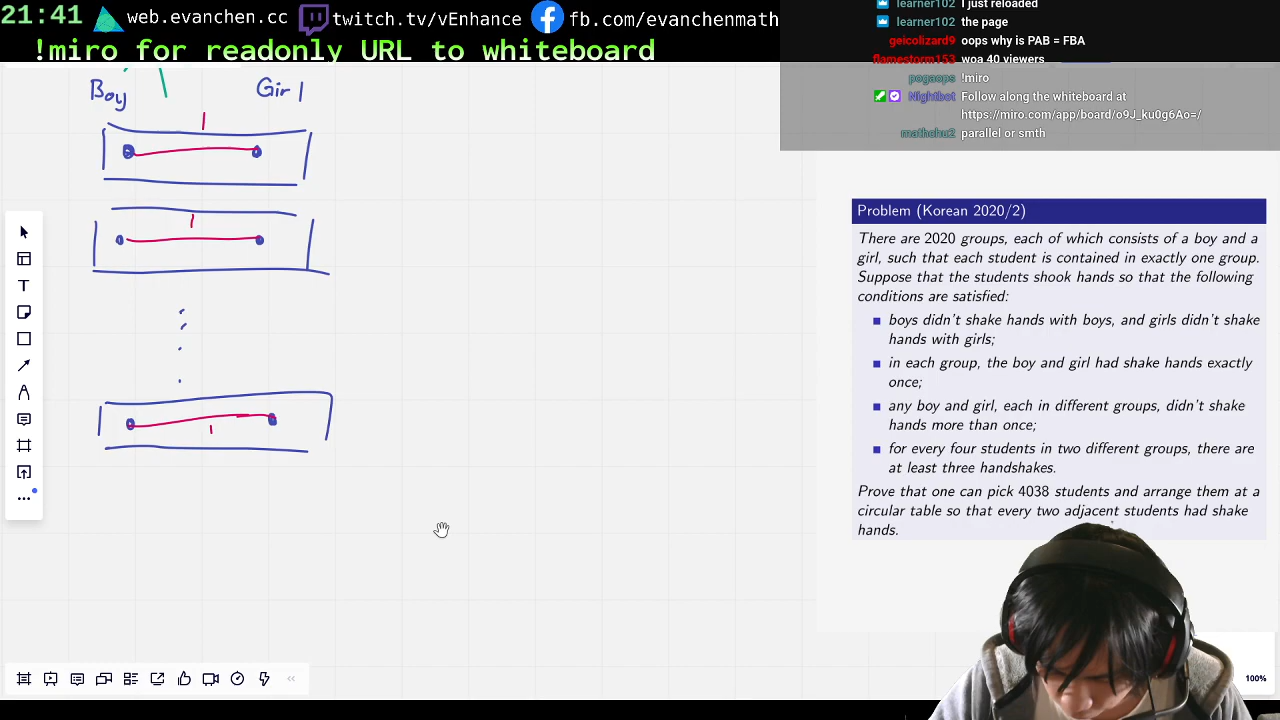 21:41 web.evanchen.cc twitch.tv/vEnhance fb.com/evanchenmath
!miro for readonly URL to whiteboard
learner102 I just reloaded
learner102 the page
geicolizard9 oops why is PAB = FBA
flamestorm153 woa 40 viewers
pogaops !miro
Nightbot Follow along the whiteboard at
https://miro.com/app/board/o9J_ku0g6Ao=/
mathchu2 parallel or smth
Boy Girl
1
1
1
T
Problem (Korean 2020/2)
There are 2020 groups, each of which consists of a boy and a
girl, such that each student is contained in exactly one group.
Suppose that the students shook hands so that the following
conditions are satisfied:
boys didn't shake hands with boys, and girls didn't shake
hands with girls;
in each group, the boy and girl had shake hands exactly
once;
any boy and girl, each in different groups, didn't shake
hands more than once;
for every four students in two different groups, there are
at least three handshakes.
Prove that one can pick 4038 students and arrange them at a
circular table so that every two adjacent students had shake
hands.
100%